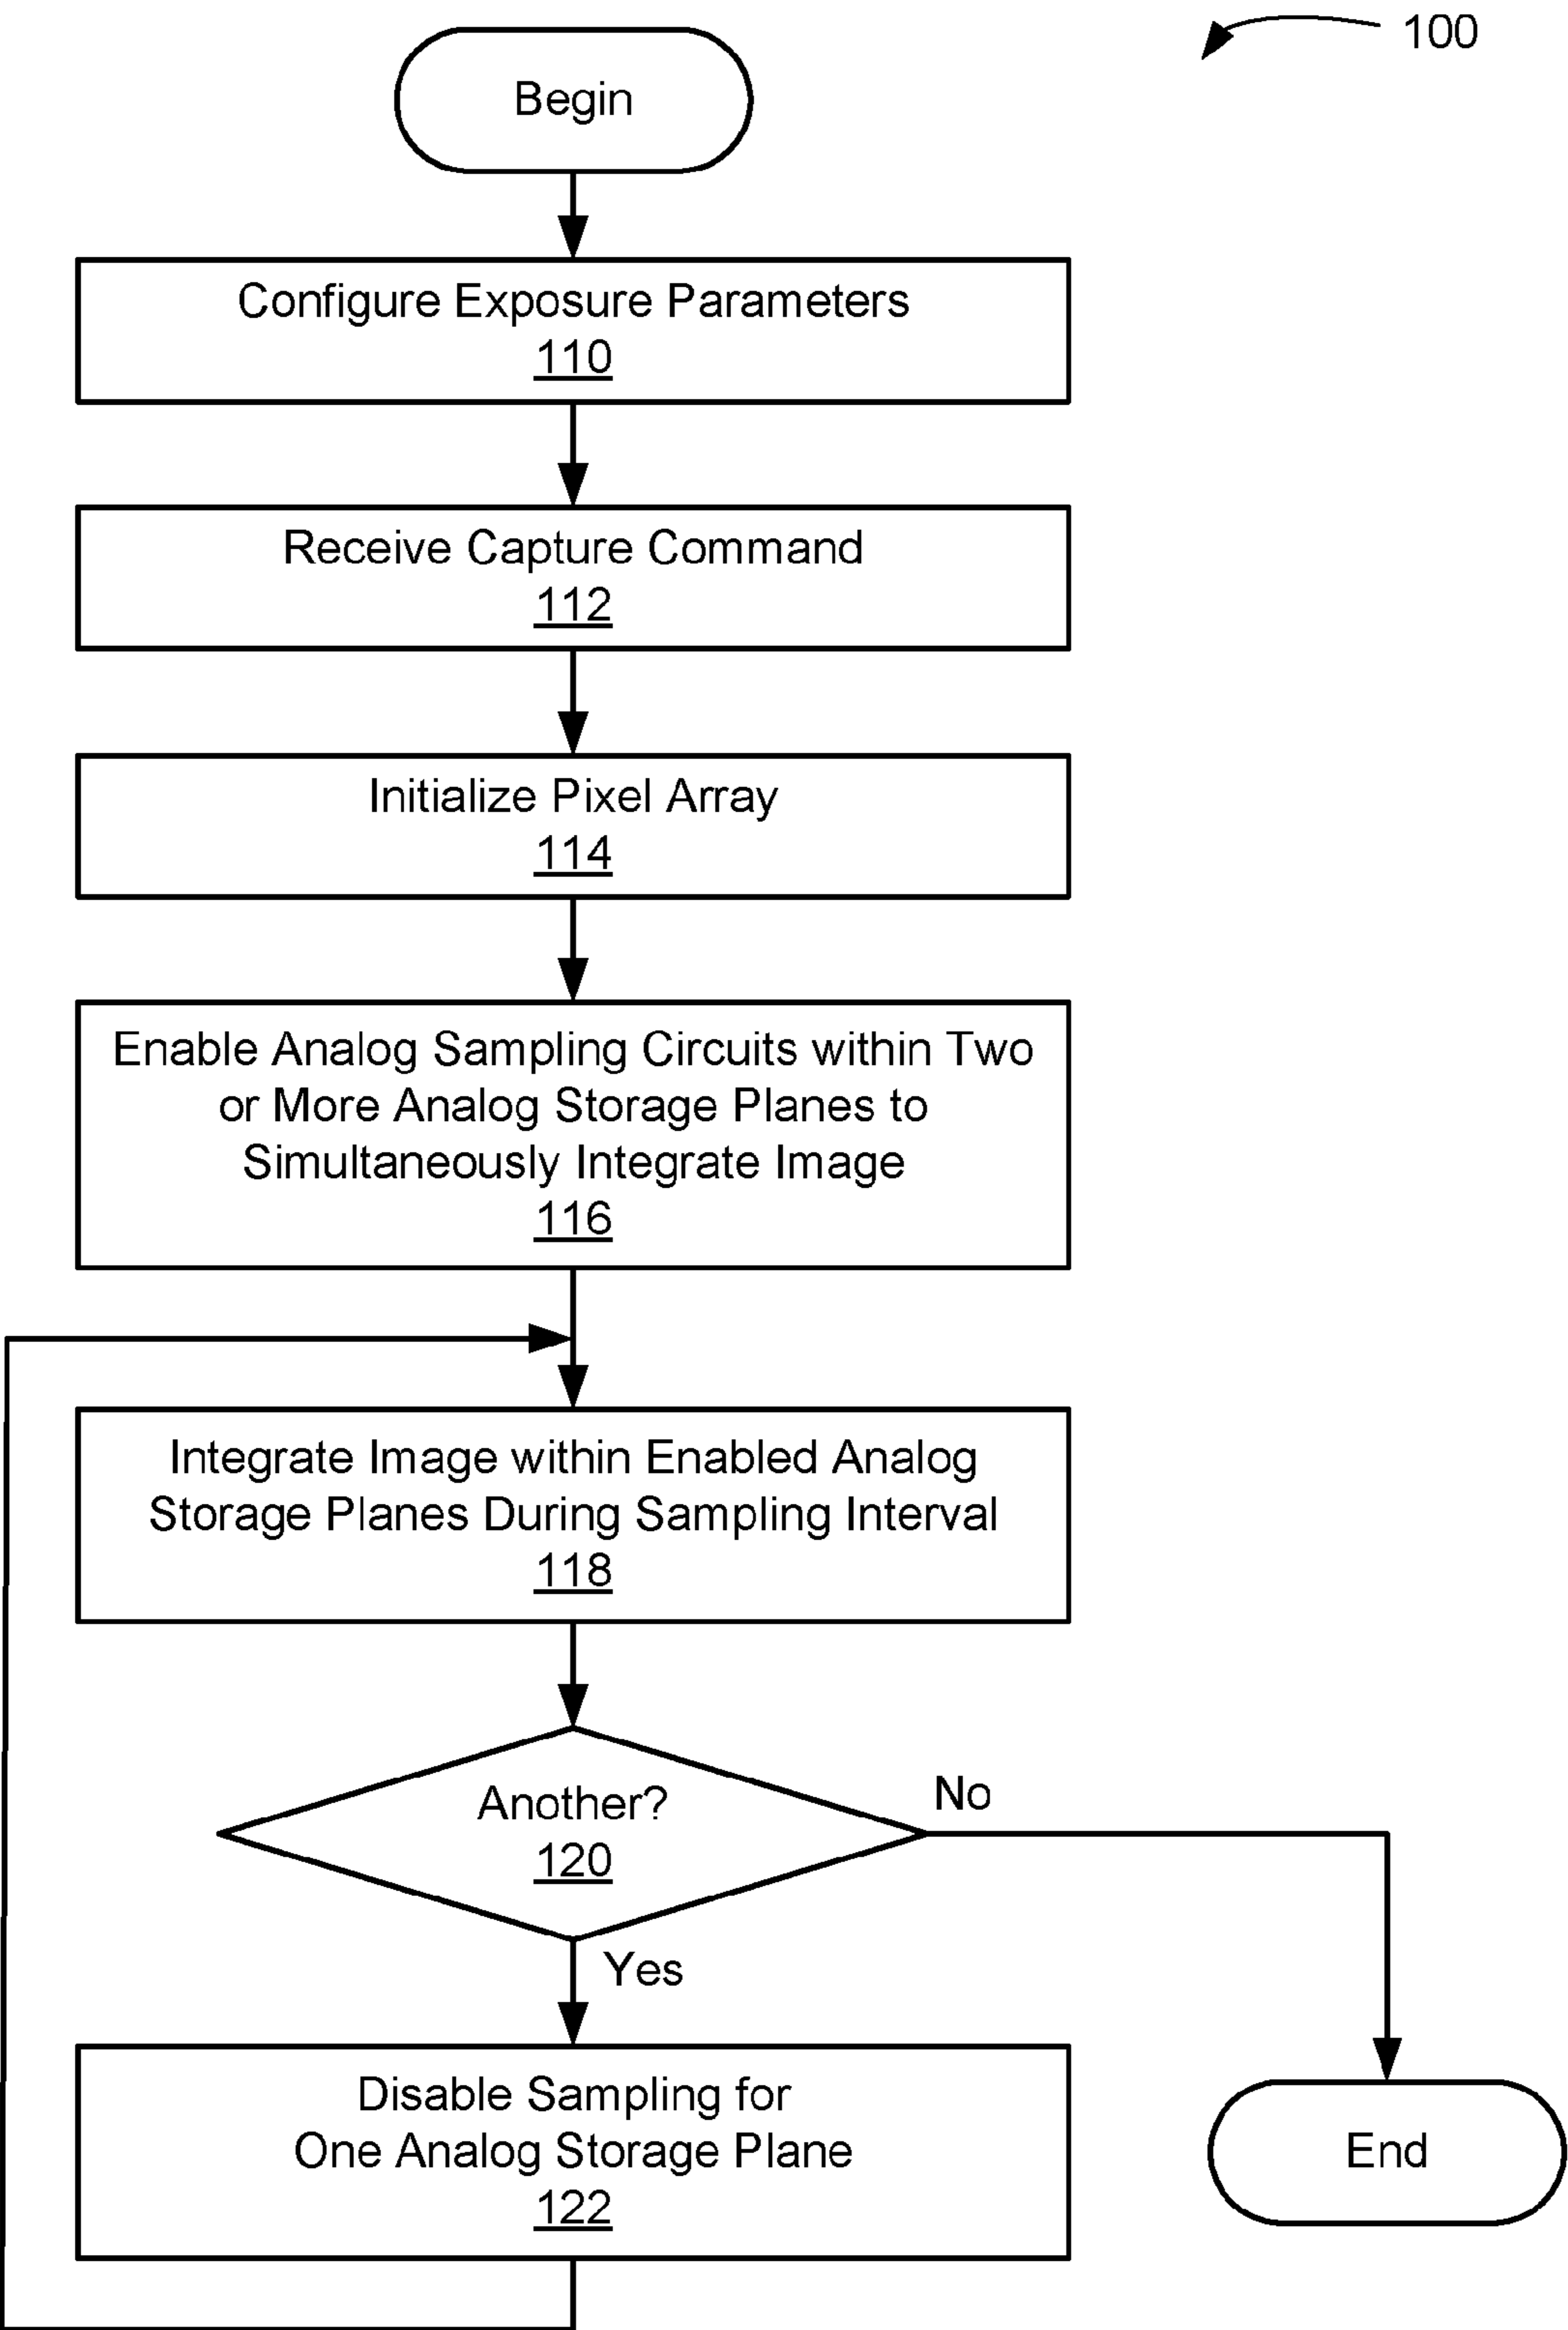 100
Begin
Configure Exposure Parameters
110
Receive Capture Command
112
Initialize Pixel Array
114
Enable Analog Sampling Circuits within Two
or More Analog Storage Planes to
Simultaneously Integrate Image
116
Integrate Image within Enabled Analog
Storage Planes During Sampling Interval
118
Another?
120
No
Yes
Disable Sampling for
One Analog Storage Plane
122
End